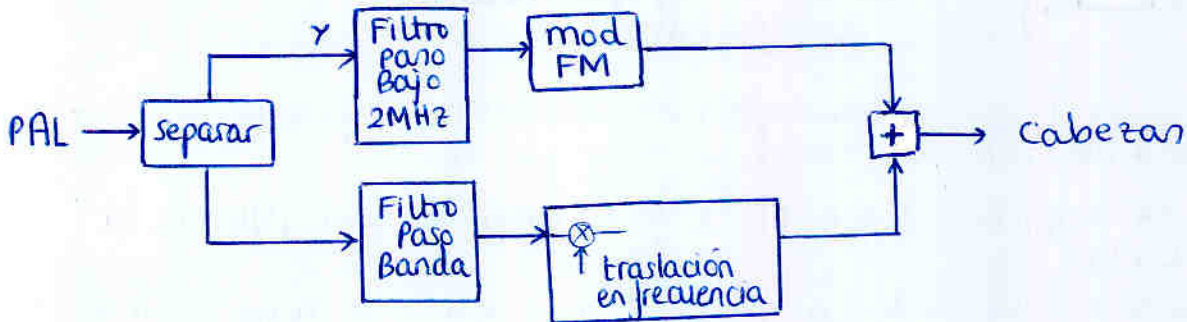 PAL
separar
Y
Filtro
paso
Bajo
2MHz
mod
FM
+
cabezas
Filtro
Paso
Banda
traslación
en frecuencia